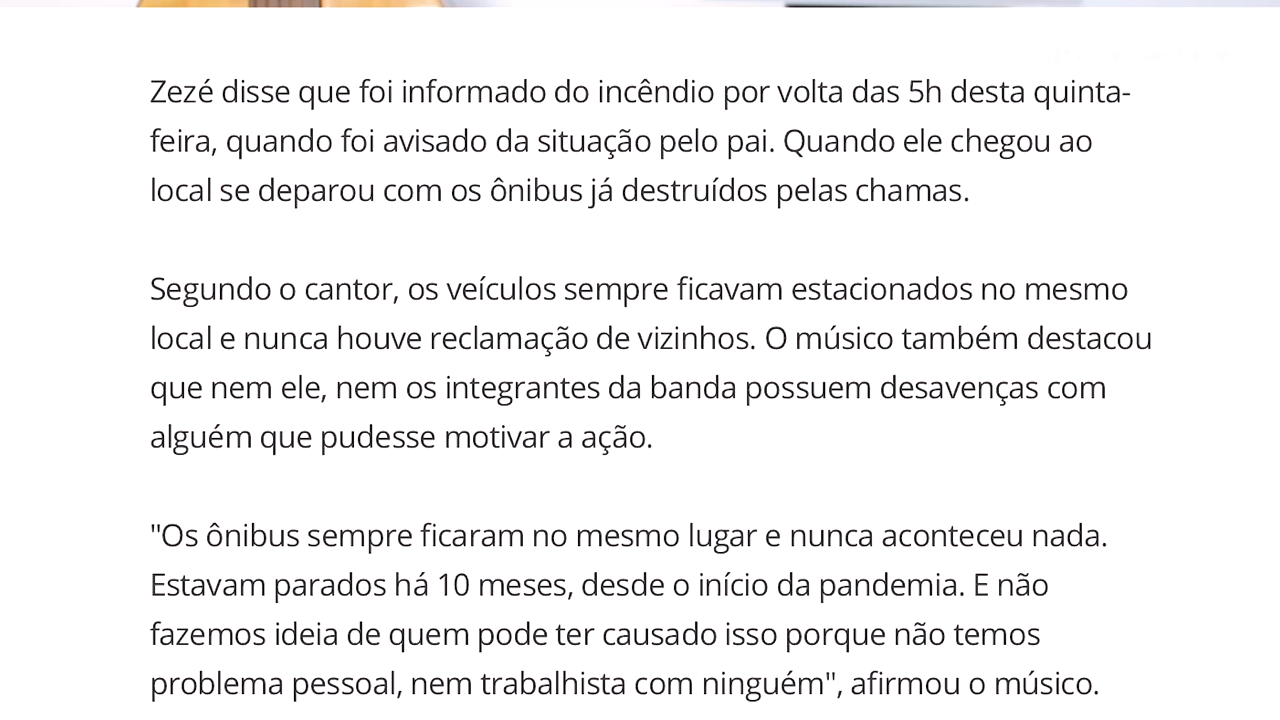 Zezé disse que foi informado do incêndio por volta das 5h desta quinta-
feira, quando foi avisado da situação pelo pai. Quando ele chegou ao
local se deparou com os ônibus já destruídos pelas chamas.
Segundo o cantor, os veículos sempre ficavam estacionados no mesmo
local e nunca houve reclamação de vizinhos. O músico também destacou
que nem ele, nem os integrantes da banda possuem desavenças com
alguém que pudesse motivar a ação.
"Os ônibus sempre ficaram no mesmo lugar e nunca aconteceu nada.
Estavam parados há 10 meses, desde o início da pandemia. E não
fazemos ideia de quem pode ter causado isso porque não temos
problema pessoal, nem trabalhista com ninguém", afirmou o músico.